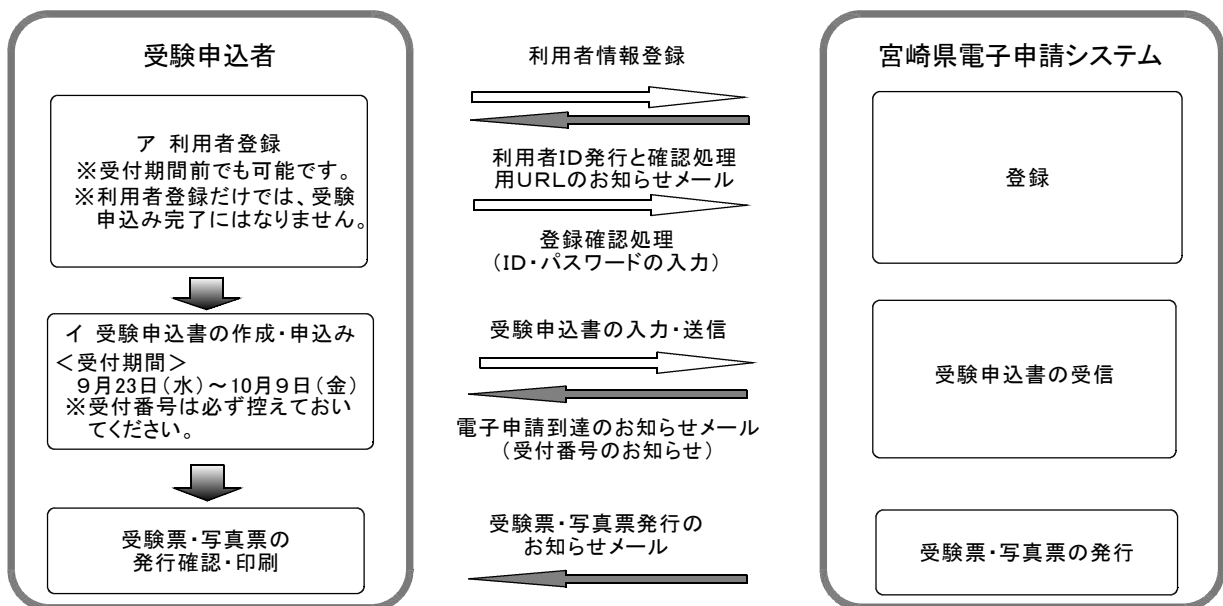 受験申込者
ア 利用者登録
※受付期間前でも可能です。
※利用者登録だけでは、受験
申込み完了にはなりません。
イ 受験申込書の作成・申込み
＜受付期間＞
９月23日（水）～10月９日（金）
※受付番号は必ず控えておい
てください。
受験票・写真票の
発行確認・印刷
利用者情報登録
利用者ＩＤ発行と確認処理
用ＵＲＬのお知らせメール
登録確認処理
（ＩＤ・パスワードの入力）
受験申込書の入力・送信
電子申請到達のお知らせメール
（受付番号のお知らせ）
受験票・写真票発行の
お知らせメール
宮崎県電子申請システム
登録
受験申込書の受信
受験票・写真票の発行